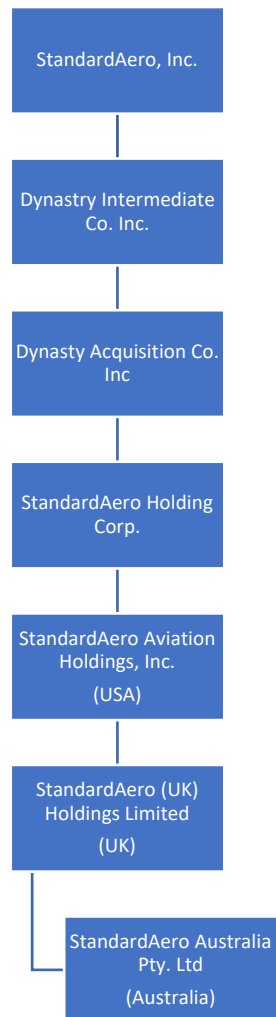 StandardAero, Inc.
Dynastry Intermediate
Co. Inc.
Dynasty Acquisition Co.
Inc
StandardAero Holding
Corp.
StandardAero Aviation
Holdings, Inc.
(USA)
StandardAero (UK)
Holdings Limited
(UK)
StandardAero Australia
Pty. Ltd
(Australia)